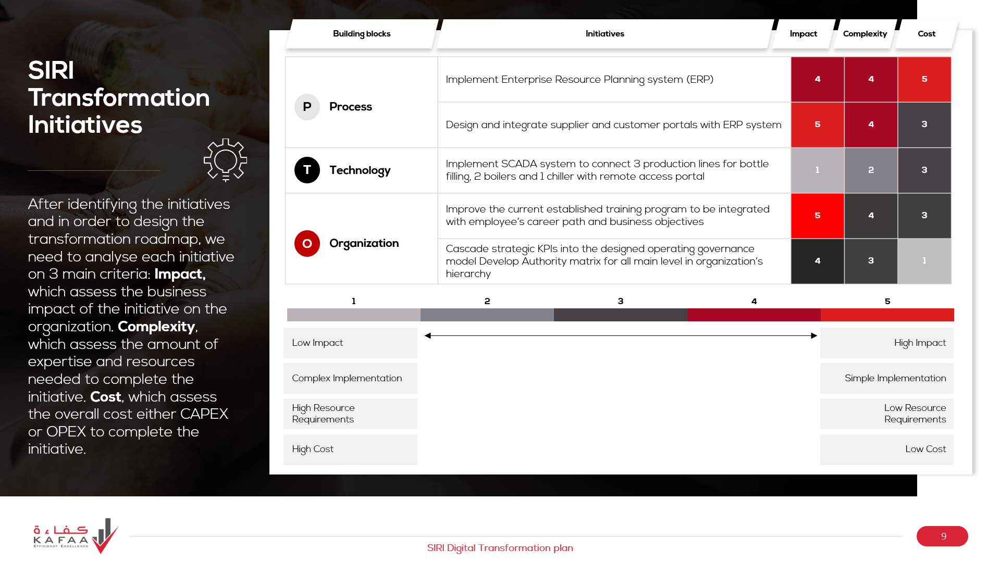 SIRI
Transformation
Initiatives
After identifying the initiatives
and in order to design the
transformation roadmap, we
need to analyse each initiative
on 3 main criteria: Impact,
which assess the business
impact of the initiative on the
organization. Complexity,
which assess the amount of
expertise and resources
needed to complete the
initiative. Cost, which assess
the overall cost either CAPEX
or OPEX to complete the
initiative.
Building blocks Initiatives Impact Complexity Cost
P Process
Implement Enterprise Resource Planning system (ERP) 4 4 5
Design and integrate supplier and customer portals with ERP system 5 4 3
T Technology
Implement SCADA system to connect 3 production lines for bottle
filling, 2 boilers and 1 chiller with remote access portal
1 2 3
O Organization
Improve the current established training program to be integrated
with employee’s career path and business objectives
5 4 3
Cascade strategic KPIs into the designed operating governance
model Develop Authority matrix for all main level in organization’s
hierarchy
4 3 1
1 2 3 4 5
Low Impact High Impact
Complex Implementation Simple Implementation
High Resource
Requirements
Low Resource
Requirements
High Cost Low Cost
كفاءة
KAFAA
EFFICIENCY EXCELLENCE
SIRI Digital Transformation plan
9